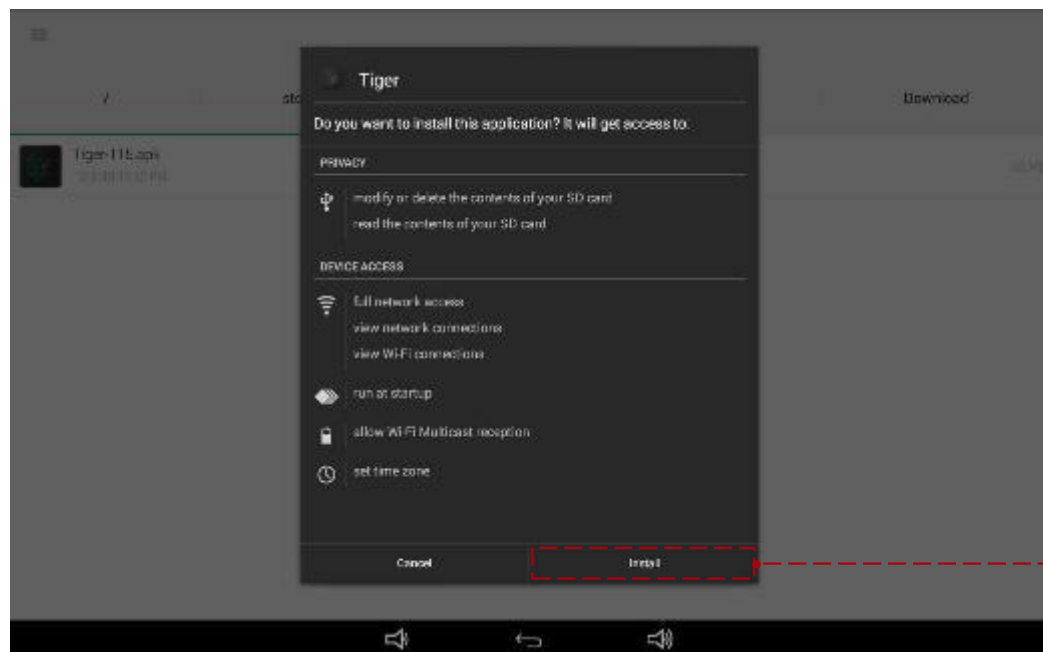 /
Download
Tiger-115.apk
Tiger
Do you want to install this application? It will get access to:
PRIVACY
modify or delete the contents of your SD card
read the contents of your SD card
DEVICE ACCESS
full network access
view network connections
view Wi-Fi connections
run at startup
allow Wi-Fi Multicast reception
set time zone
Cancel
Install